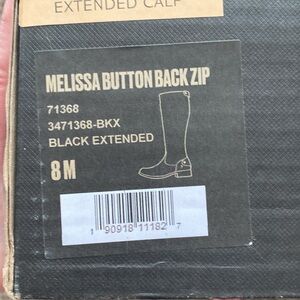 EXTENDED CALF
MELISSA BUTTON BACK ZIP
71368
3471368-BKX
BLACK EXTENDED
8 M
1 90918 11182 7